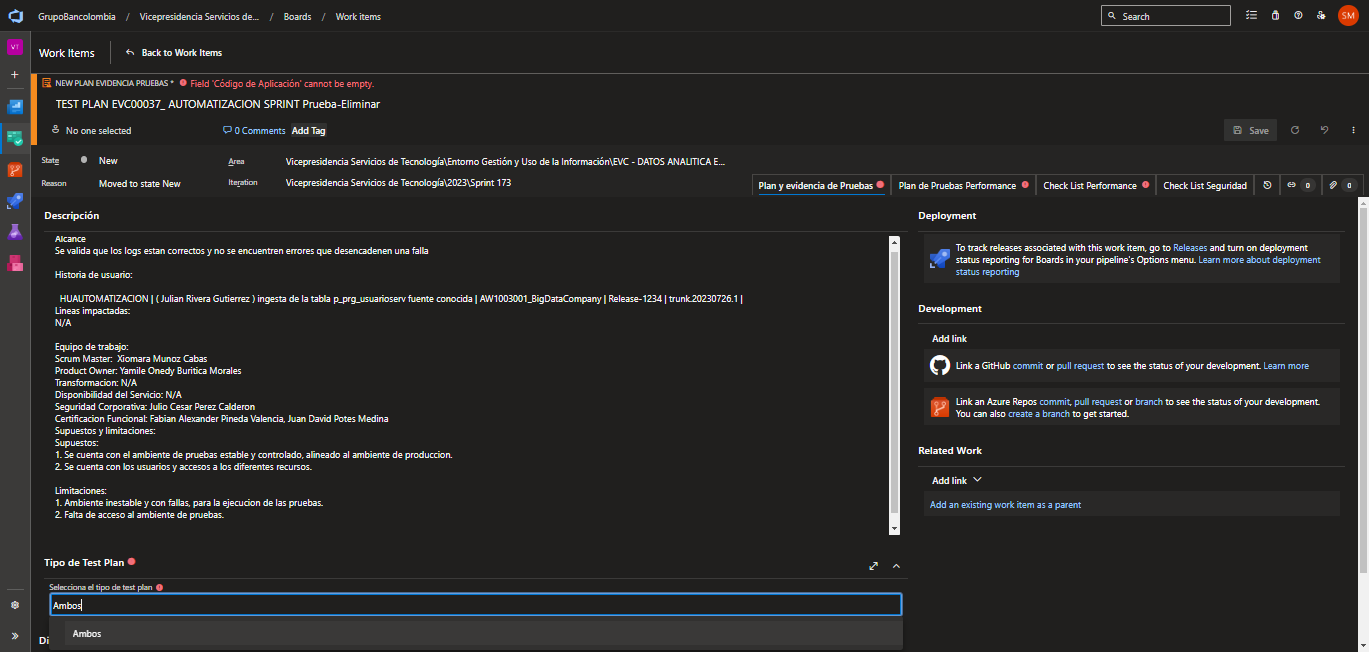 GrupoBancolombia / Vicepresidencia Servicios de... / Boards / Work items
Search
SM
VT
Work Items
Back to Work Items
NEW PLAN EVIDENCIA PRUEBAS * Field 'Código de Aplicación' cannot be empty.
TEST PLAN EVC00037_ AUTOMATIZACION SPRINT Prueba-Eliminar
No one selected
0 Comments
Add Tag
Save
State
New
Area
Vicepresidencia Servicios de Tecnología\Entorno Gestión y Uso de la Información\EVC - DATOS ANALITICA E...
Reason
Moved to state New
Iteration
Vicepresidencia Servicios de Tecnología\2023\Sprint 173
Plan y evidencia de Pruebas
Plan de Pruebas Performance
Check List Performance
Check List Seguridad
0
0
Descripción
Alcance
Se valida que los logs estan correctos y no se encuentren errores que desencadenen una falla
Historia de usuario:
HUAUTOMATIZACION | ( Julian Rivera Gutierrez ) ingesta de la tabla p_prg_usuarioserv fuente conocida | AW1003001_BigDataCompany | Release-1234 | trunk.20230726.1 |
Lineas impactadas:
N/A
Equipo de trabajo:
Scrum Master: Xiomara Munoz Cabas
Product Owner: Yamile Onedy Buritica Morales
Transformacion: N/A
Disponibilidad del Servicio: N/A
Seguridad Corporativa: Julio Cesar Perez Calderon
Certificacion Funcional: Fabian Alexander Pineda Valencia, Juan David Potes Medina
Supuestos y limitaciones:
Supuestos:
1. Se cuenta con el ambiente de pruebas estable y controlado, alineado al ambiente de produccion.
2. Se cuenta con los usuarios y accesos a los diferentes recursos.
Limitaciones:
1. Ambiente inestable y con fallas, para la ejecucion de las pruebas.
2. Falta de acceso al ambiente de pruebas.
Tipo de Test Plan
Selecciona el tipo de test plan
Ambos
Ambos
Di
Deployment
To track releases associated with this work item, go to Releases and turn on deployment
status reporting for Boards in your pipeline's Options menu. Learn more about deployment
status reporting
Development
Add link
Link a GitHub commit or pull request to see the status of your development. Learn more
Link an Azure Repos commit, pull request or branch to see the status of your development.
You can also create a branch to get started.
Related Work
Add link
Add an existing work item as a parent